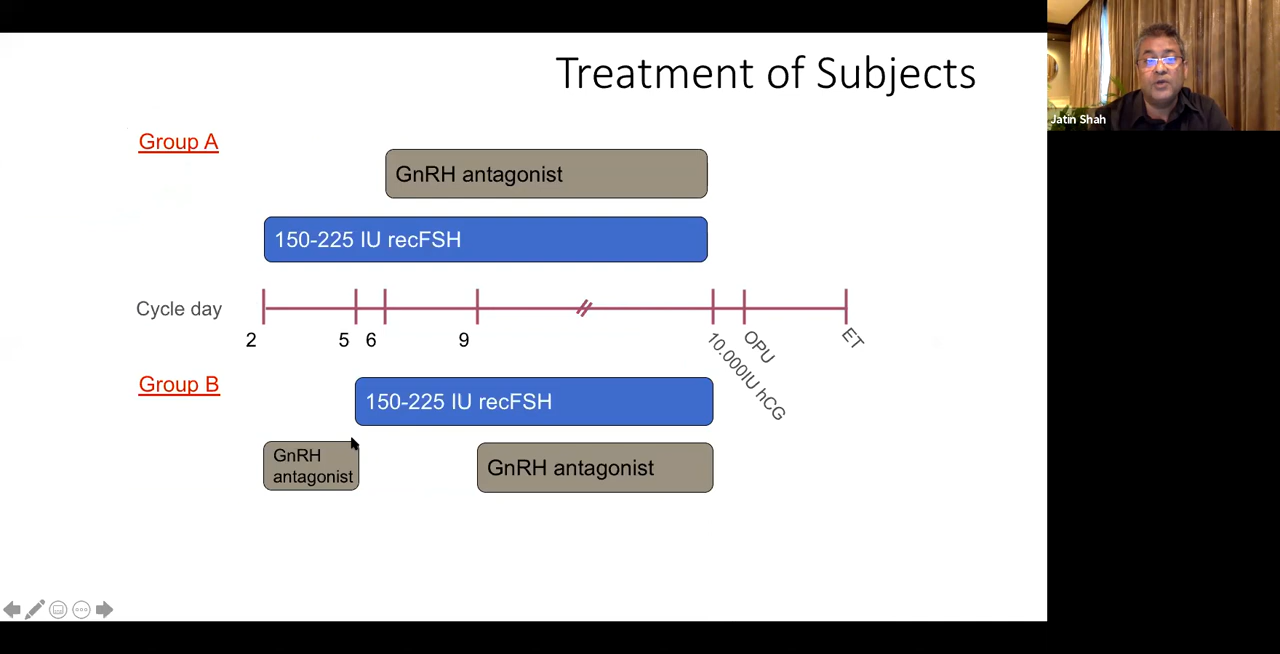 Treatment of Subjects
Jatin Shah
Group A
GnRH antagonist
150-225 IU recFSH
Cycle day
2
5
6
9
10.000IU hCG
OPU
ET
Group B
150-225 IU recFSH
GnRH
antagonist
GnRH antagonist